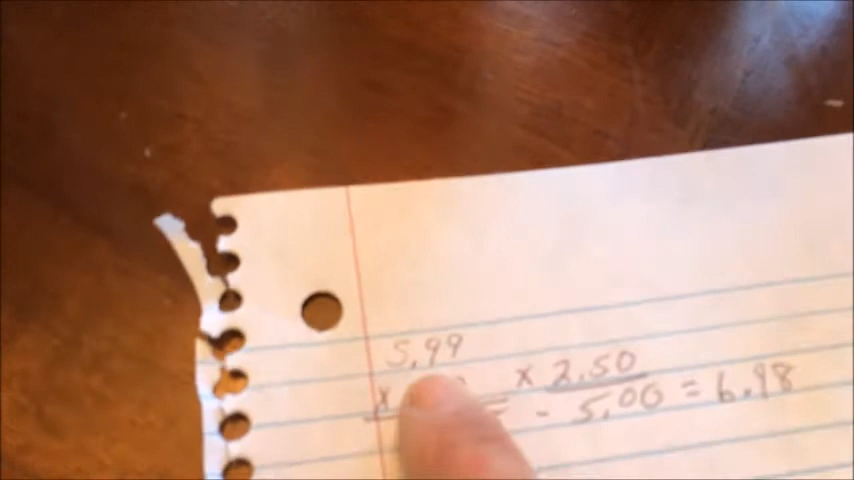 5.99
x 2.50
x = - 5.00 = 6.98